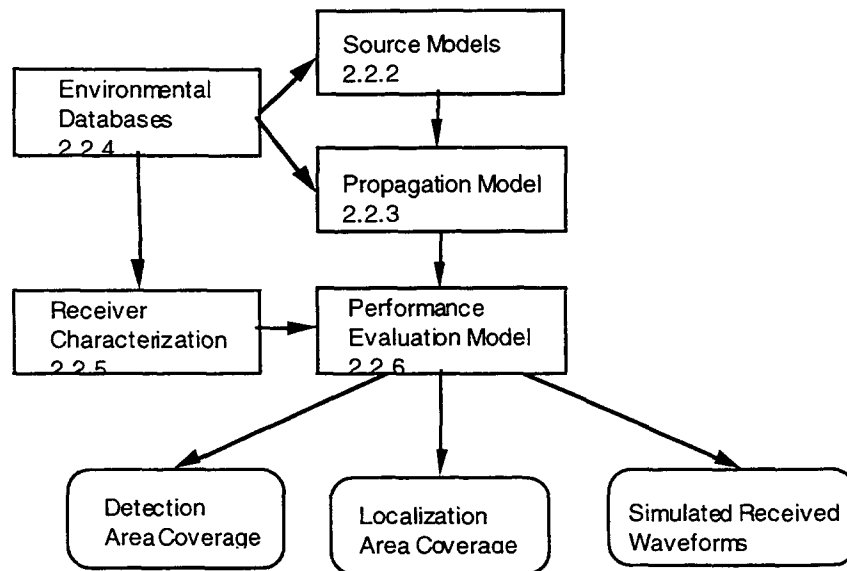 Source Models
2.2.2
Environmental
Databases
2.2.4
Propagation Model
2.2.3
Receiver
Characterization
2.2.5
Performance
Evaluation Model
2.2.6
Detection
Area Coverage
Localization
Area Coverage
Simulated Received
Waveforms